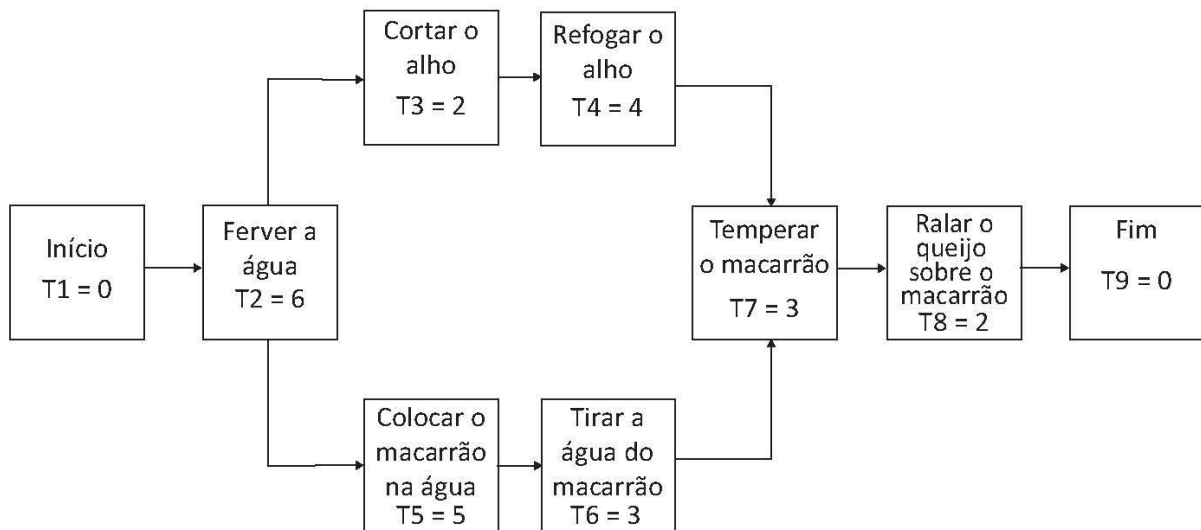 Cortar o
alho
T3 = 2
Refogar o
alho
T4 = 4
Início
T1 = 0
Ferver a
água
T2 = 6
Temperar
o macarrão
T7 = 3
Ralar o
queijo
sobre o
macarrão
T8 = 2
Fim
T9 = 0
Colocar o
macarrão
na água
T5 = 5
Tirar a
água do
macarrão
T6 = 3